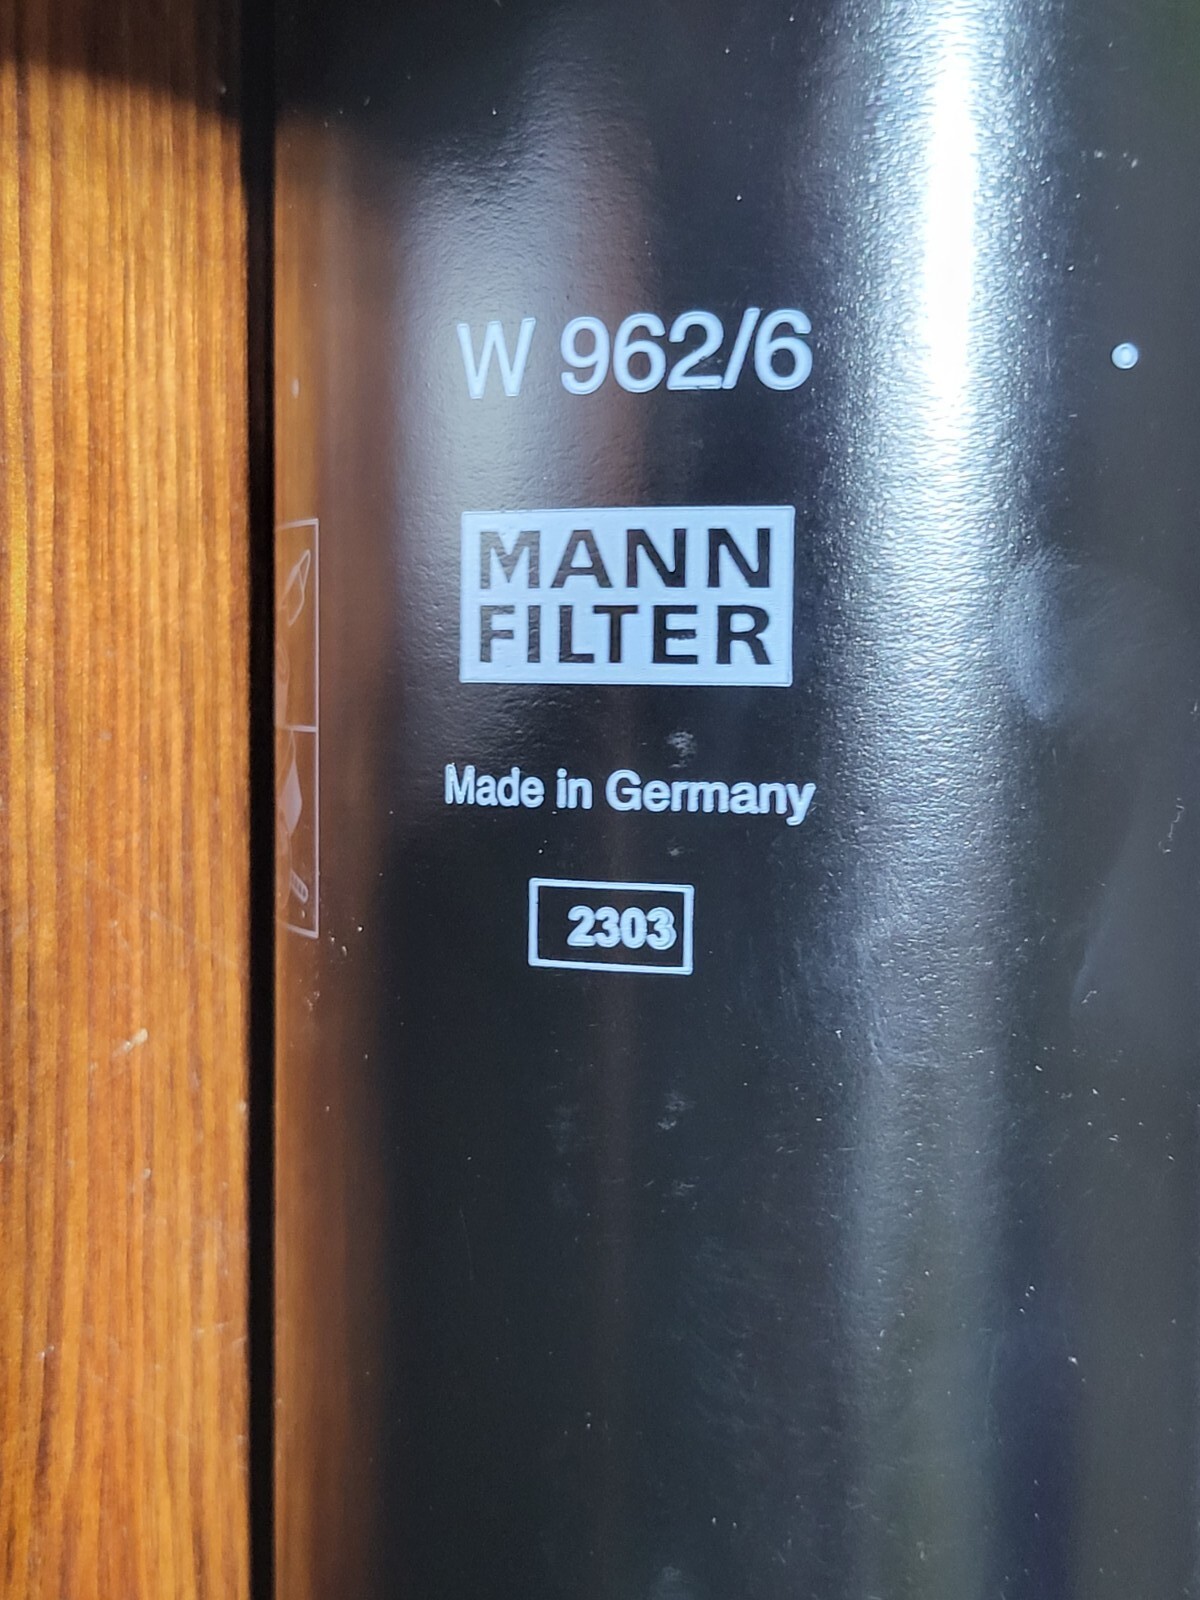 W 962/6
MANN
FILTER
Made in Germany
2303